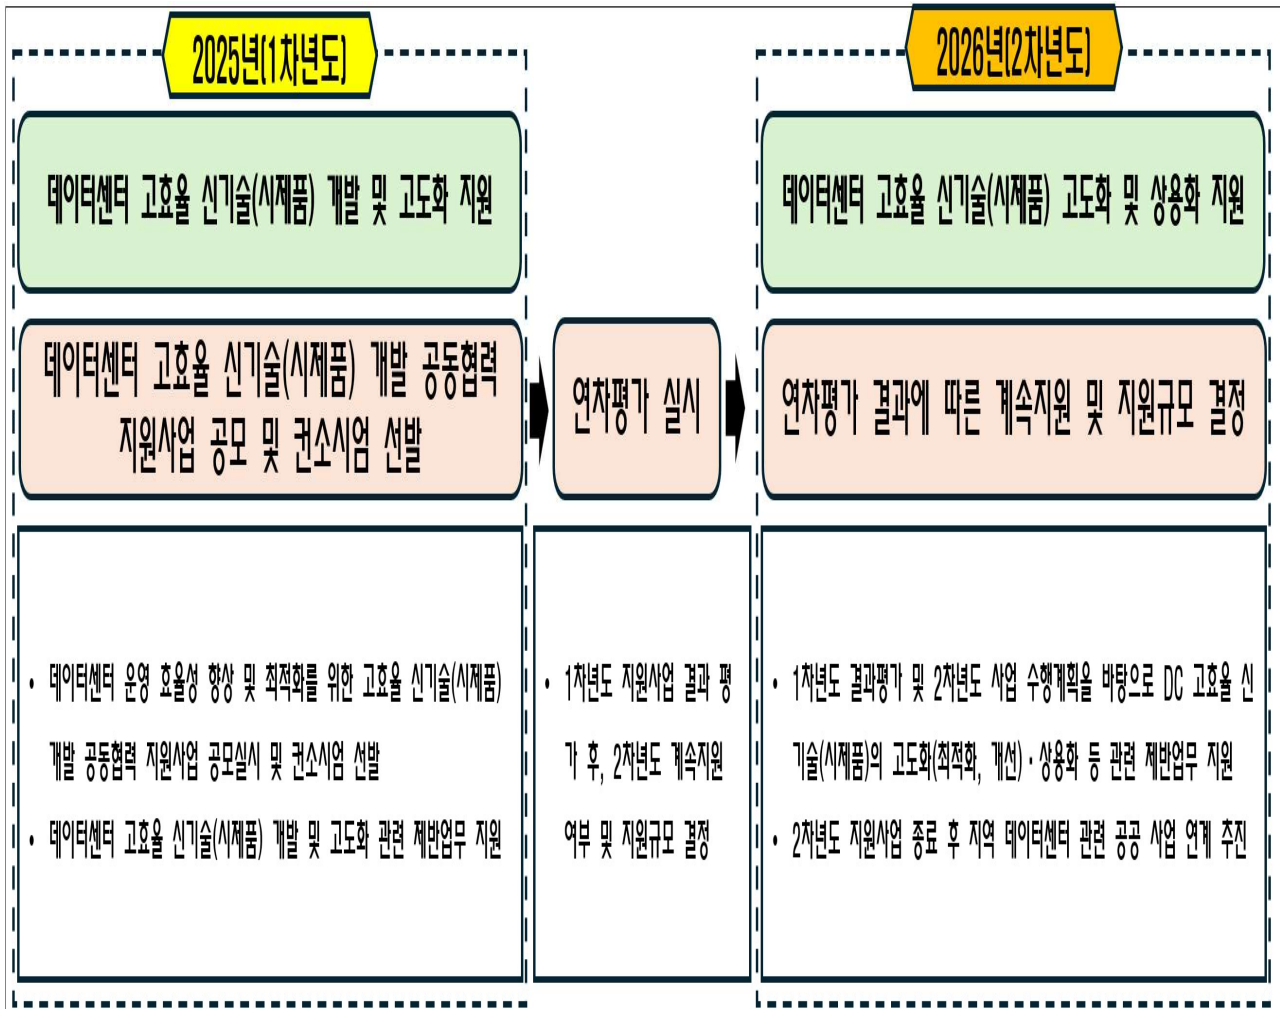 2025년(1차년도)
2026년(2차년도)
데이터센터 고효율 신기술(시제품) 개발 및 고도화 지원
데이터센터 고효율 신기술(시제품) 고도화 및 상용화 지원
데이터센터 고효율 신기술(시제품) 개발 공동협력
지원사업 공모 및 컨소시엄 선발
연차평가 실시
연차평가 결과에 따른 계속지원 및 지원규모 결정
• 데이터센터 운영 효율성 향상 및 최적화를 위한 고효율 신기술(시제품)
개발 공동협력 지원사업 공모실시 및 컨소시엄 선발
• 데이터센터 고효율 신기술(시제품) 개발 및 고도화 관련 제반업무 지원
• 1차년도 지원사업 결과 평
가 후, 2차년도 계속지원
여부 및 지원규모 결정
• 1차년도 결과평가 및 2차년도 사업 수행계획을 바탕으로 DC 고효율 신
기술(시제품)의 고도화(최적화, 개선)·상용화 등 관련 제반업무 지원
• 2차년도 지원사업 종료 후 지역 데이터센터 관련 공공 사업 연계 추진